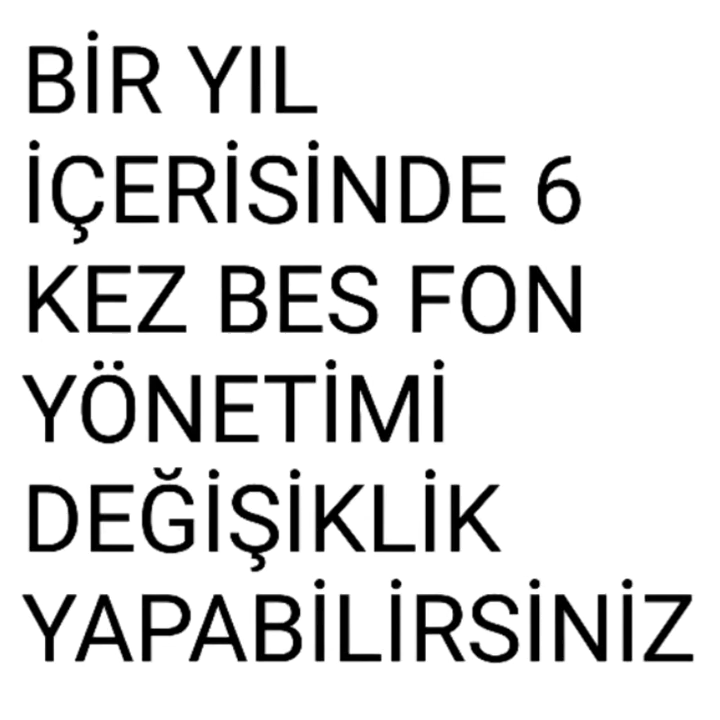 BİR YIL
İÇERİSİNDE 6
KEZ BES FON
YÖNETİMİ
DEĞİŞİKLİK
YAPABİLİRSİNİZ